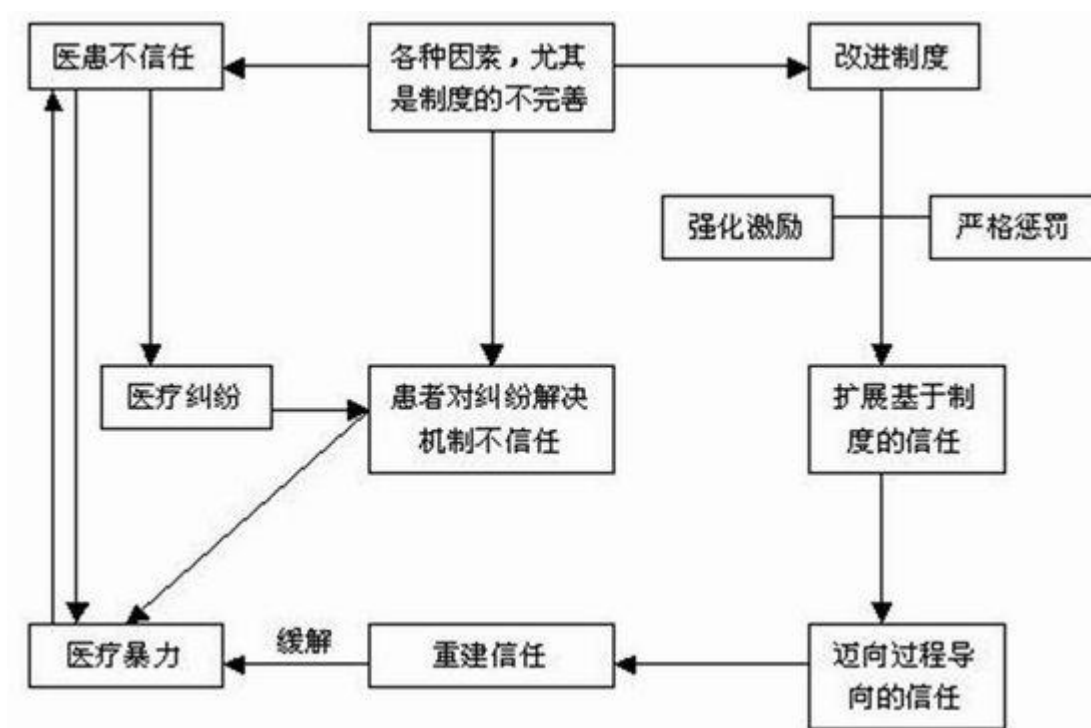 医患不信任
各种因素，尤其
是制度的不完善
改进制度
强化激励
严格惩罚
医疗纠纷
患者对纠纷解决
机制不信任
扩展基于制
度的信任
医疗暴力
缓解
重建信任
迈向过程导
向的信任